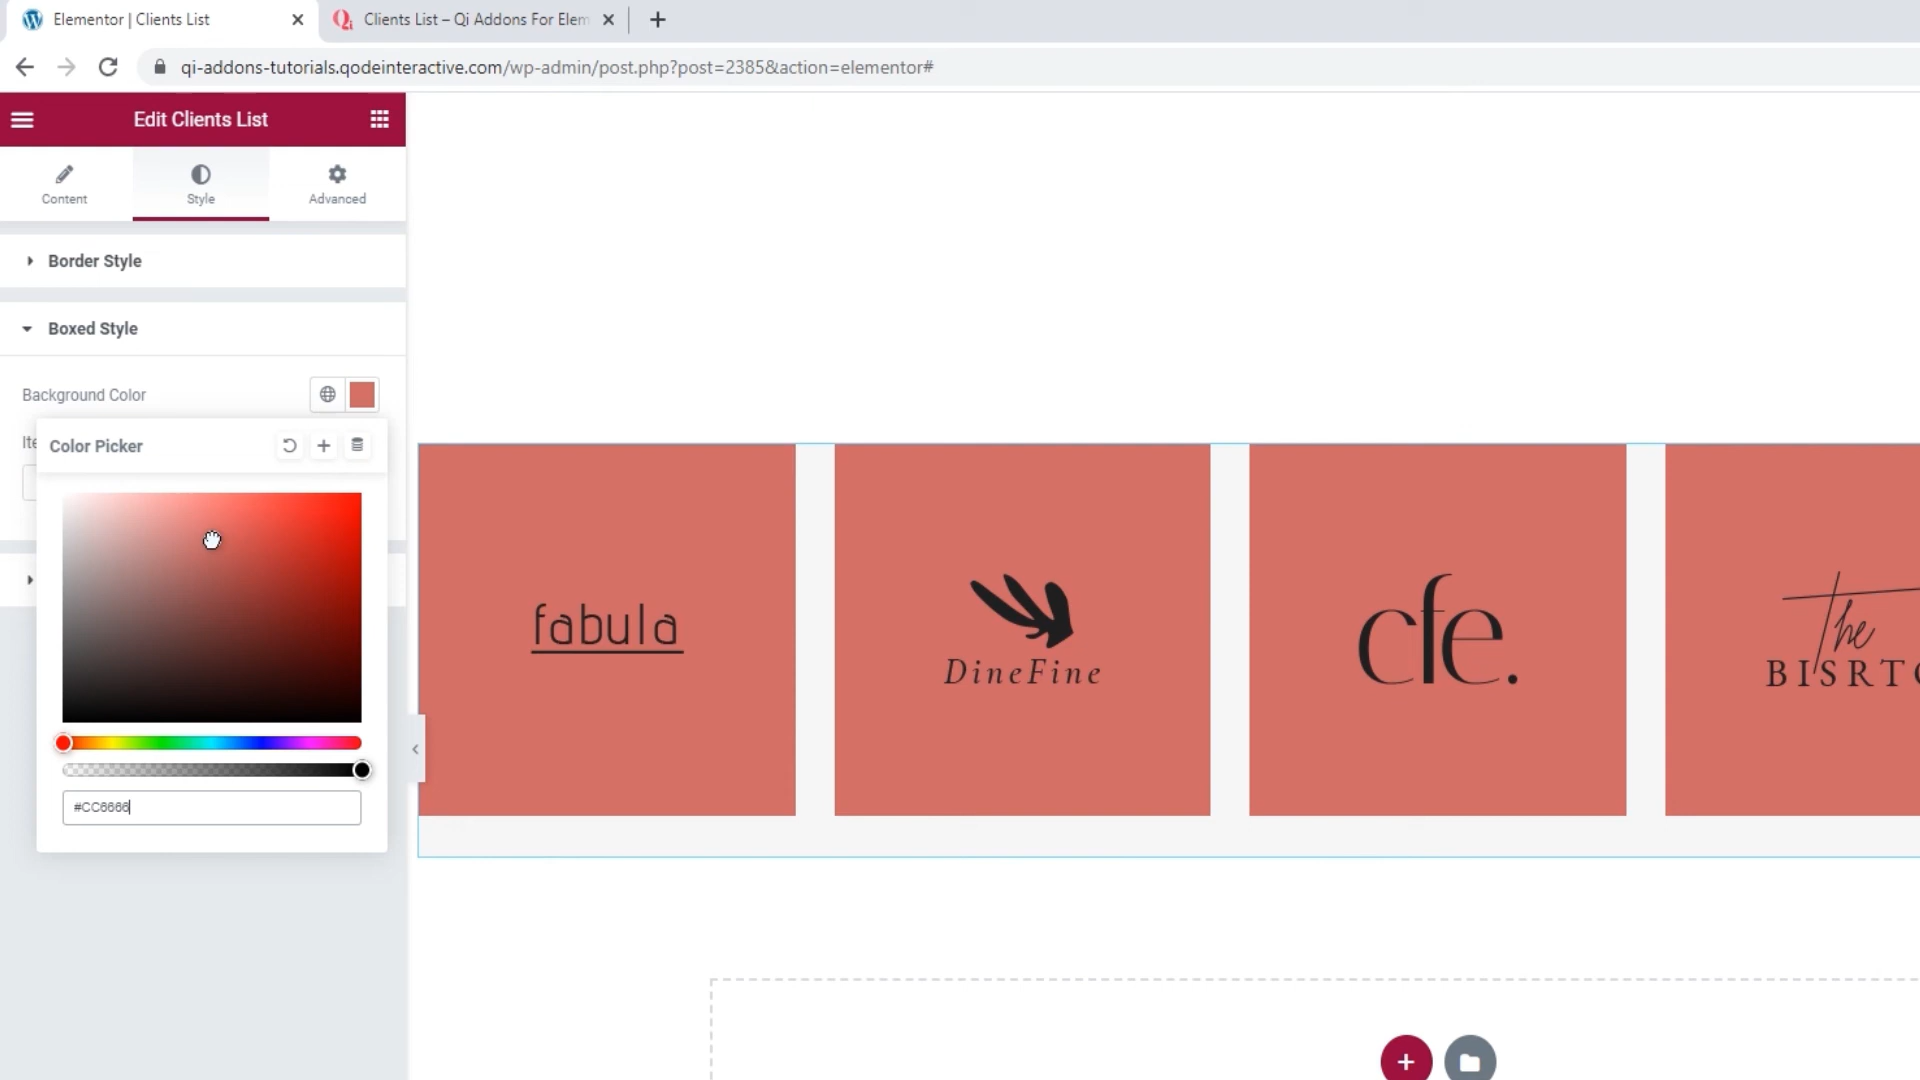 Elementor | Clients List
Clients List – Qi Addons For Elem
qi-addons-tutorials.qodeinteractive.com/wp-admin/post.php?post=2385&action=elementor#
Edit Clients List
Content
Style
Advanced
Border Style
Boxed Style
Background Color
Ite
Color Picker
#CC6666
fabula
DineFine
cfe.
The
BISRTO